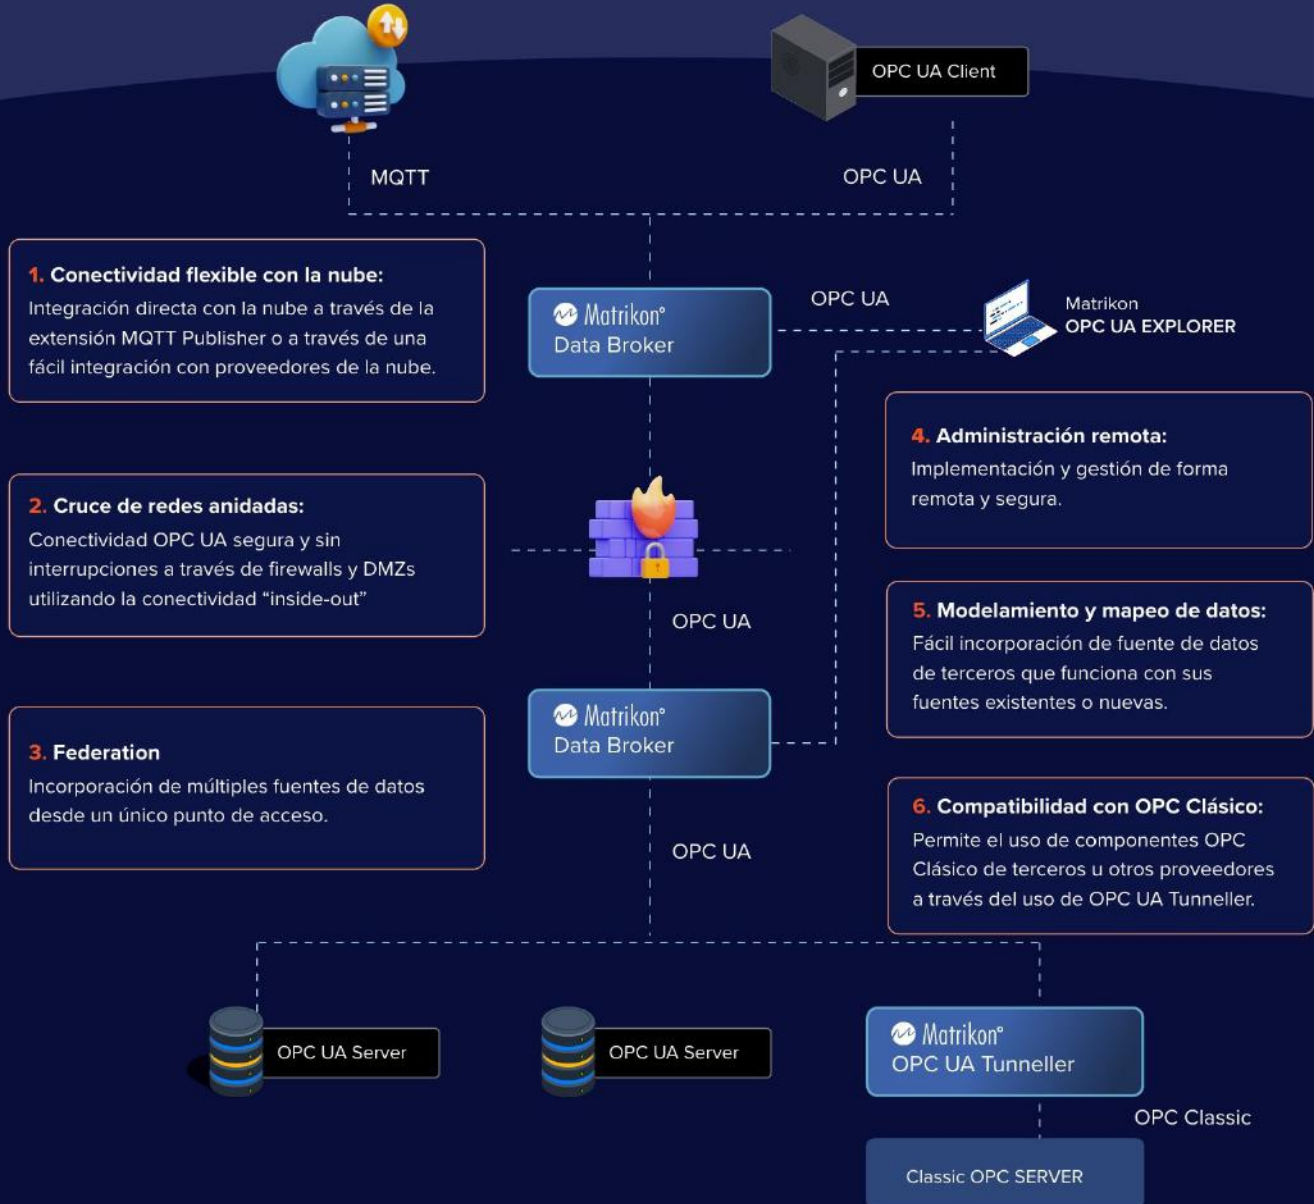 OPC UA Client
MQTT
OPC UA
1. Conectividad flexible con la nube:
Integración directa con la nube a través de la
extensión MQTT Publisher o a través de una
fácil integración con proveedores de la nube.
Matrikon®
Data Broker
OPC UA
Matrikon
OPC UA EXPLORER
2. Cruce de redes anidadas:
Conectividad OPC UA segura y sin
interrupciones a través de firewalls y DMZs
utilizando la conectividad “inside-out”
4. Administración remota:
Implementación y gestión de forma
remota y segura.
OPC UA
5. Modelamiento y mapeo de datos:
Fácil incorporación de fuente de datos
de terceros que funciona con sus
fuentes existentes o nuevas.
3. Federation
Incorporación de múltiples fuentes de datos
desde un único punto de acceso.
Matrikon®
Data Broker
OPC UA
6. Compatibilidad con OPC Clásico:
Permite el uso de componentes OPC
Clásico de terceros u otros proveedores
a través del uso de OPC UA Tunneller.
OPC UA Server
OPC UA Server
Matrikon®
OPC UA Tunneller
OPC Classic
Classic OPC SERVER